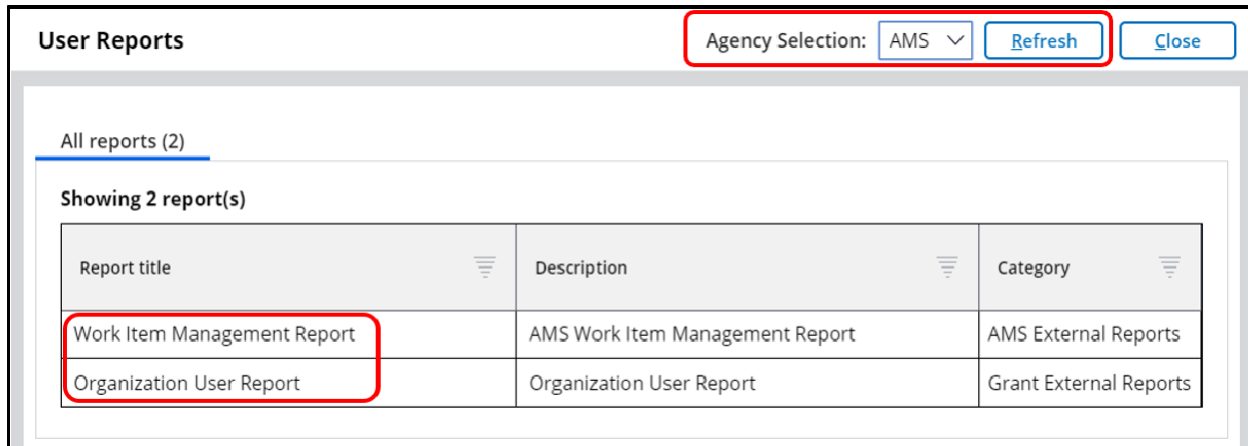 User Reports
Agency Selection: AMS Refresh Close
All reports (2)
Showing 2 report(s)
Report title Description Category
Work Item Management Report AMS Work Item Management Report AMS External Reports
Organization User Report Organization User Report Grant External Reports